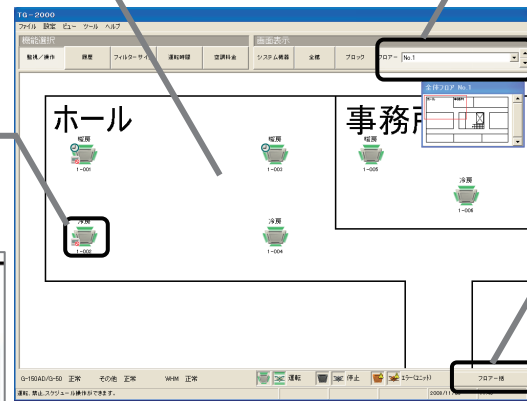 TG-2000
ファイル 設定 ビュー ツール ヘルプ
機能選択 画面表示
監視／操作 履歴 フィルターサイン 運転時間 空調料金 システム構器 全棟 ブロック フロアー No.1
全体フロア No.1
ホール 事務所
暖房 暖房 暖房
1-001 1-003 1-005
冷房
1-006
冷房 冷房
1-002 1-004
G-150AD/G-50 正常 その他 正常 WHM 正常 運転 停止 エラー(ユニット) フロアー構
運転、禁止、スケジュール操作ができます。 2008/11/